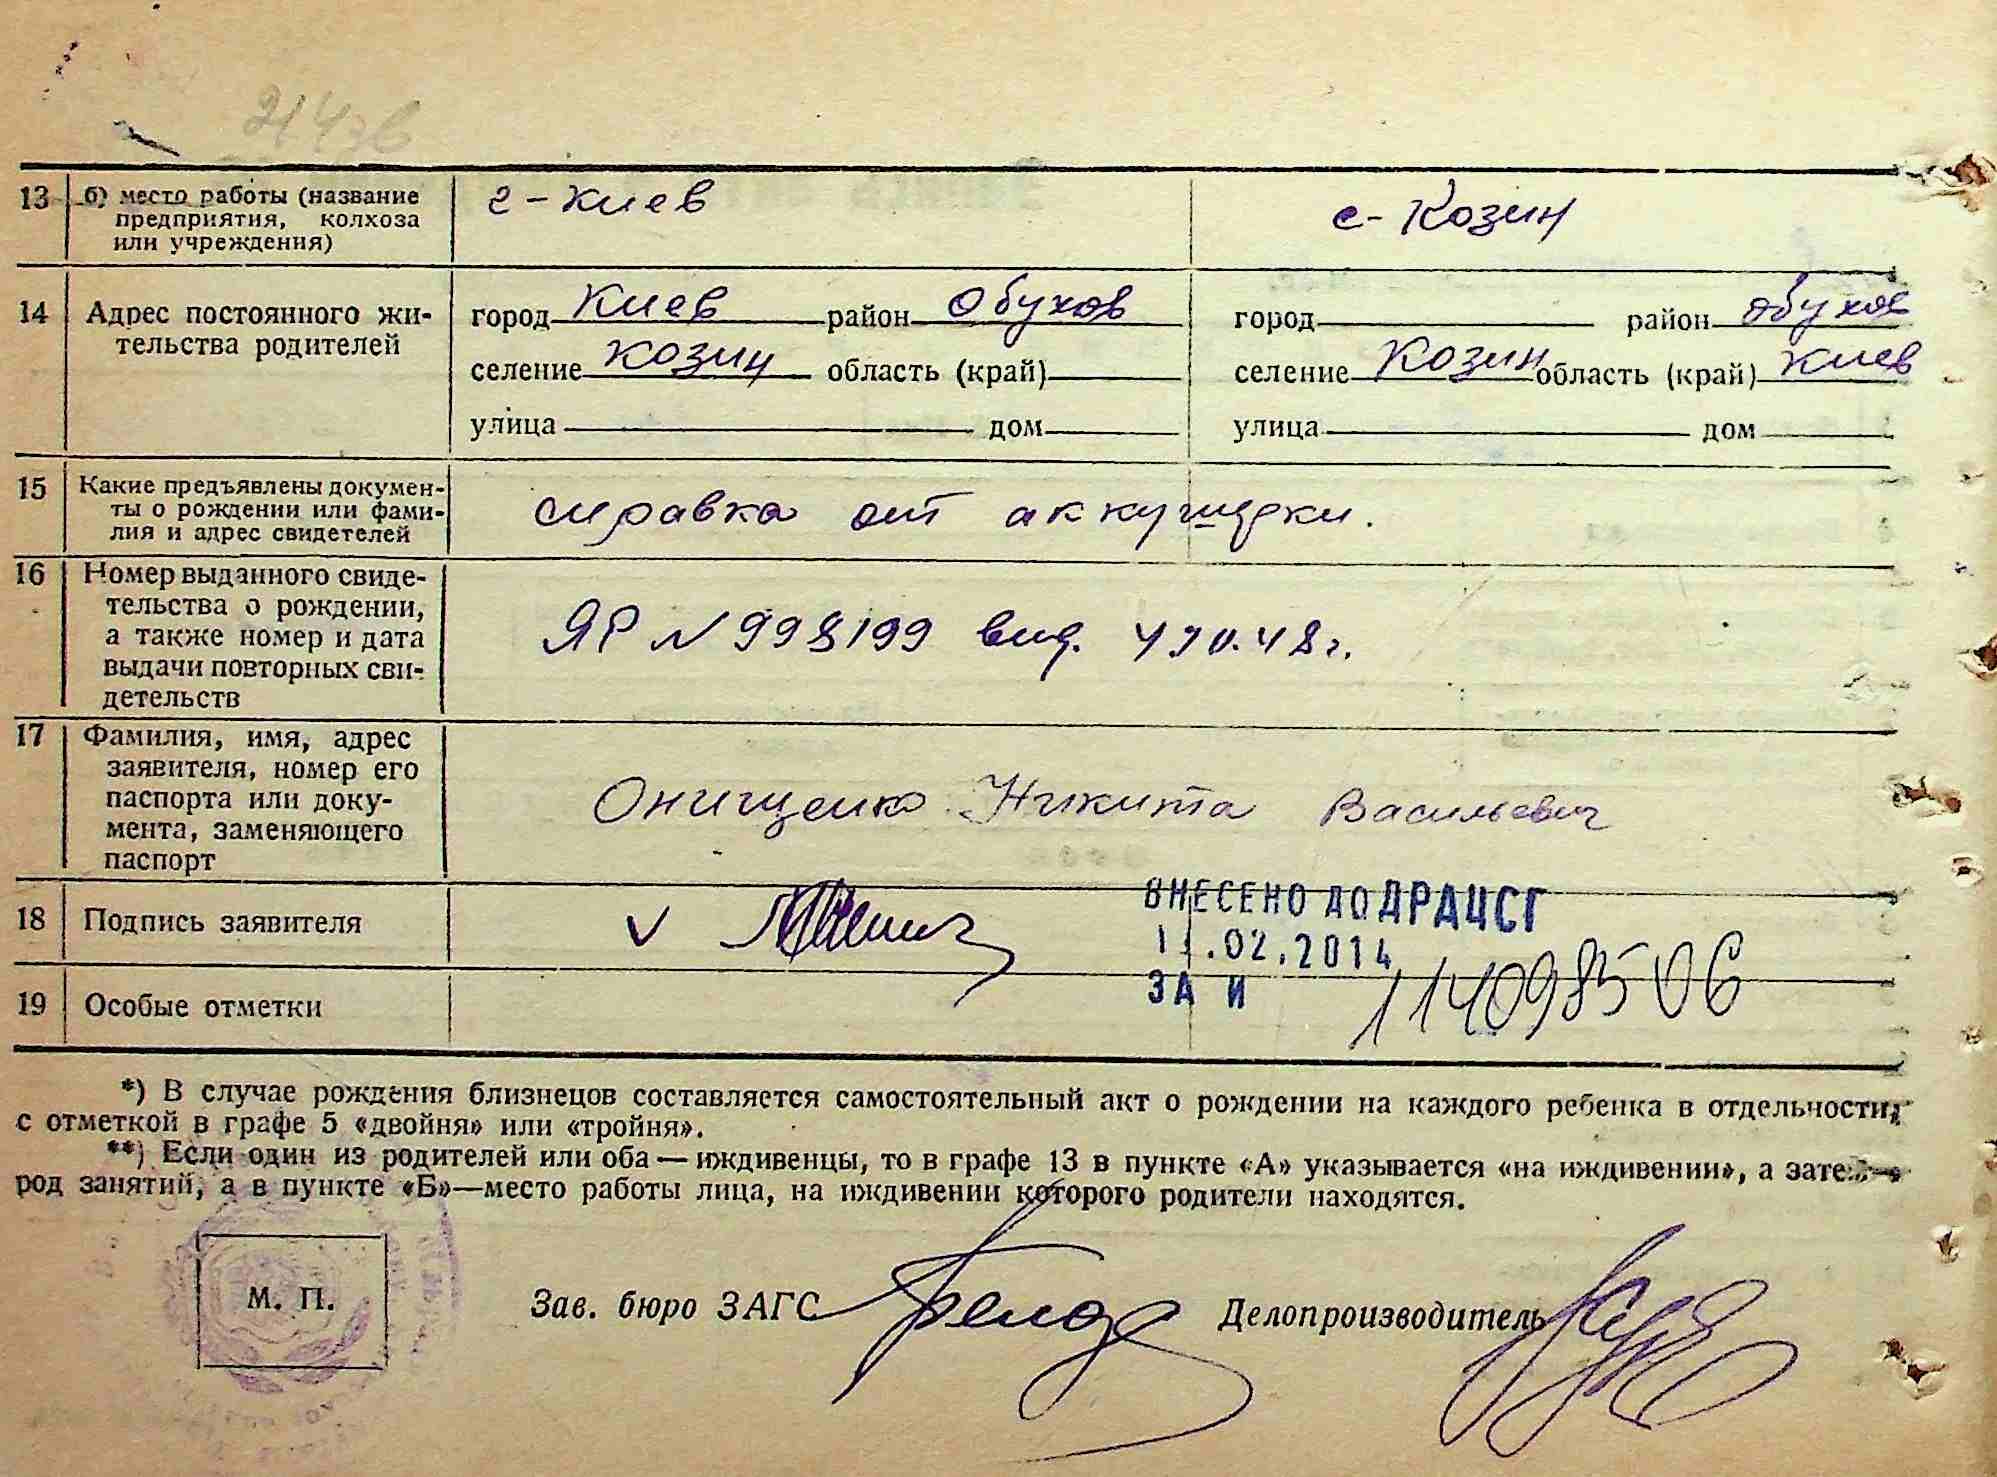 13 б) место работы (название предприятия, колхоза или учреждения)
г-Киев
с-Козин
14 Адрес постоянного жительства родителей
город Киев район Обухов
селение Козин область (край)
улица дом
город район Обухов
селение Козин область (край) Киев
улица дом
15 Какие предъявлены документы о рождении или фамилия и адрес свидетелей
справка от аккушерки.
16 Номер выданного свидетельства о рождении, а также номер и дата выдачи повторных свидетельств
ЯР N 998199 вид.
17 Фамилия, имя, адрес заявителя, номер его паспорта или документа, заменяющего паспорт
Онищенко Никита Васильевич
18 Подпись заявителя
V
ВНЕСЕНО ДО ДРАЦСГ
11.02.2014
ЗА И 114098506
19 Особые отметки
*) В случае рождения близнецов составляется самостоятельный акт о рождении на каждого ребенка в отдельности,
с отметкой в графе 5 «двойня» или «тройня».
**) Если один из родителей или оба — иждивенцы, то в графе 13 в пункте «А» указывается «на иждивении», а
род занятий, а в пункте «Б»—место работы лица, на иждивении которого родители находятся.
М. П.
Зав. бюро ЗАГС
Делопроизводитель